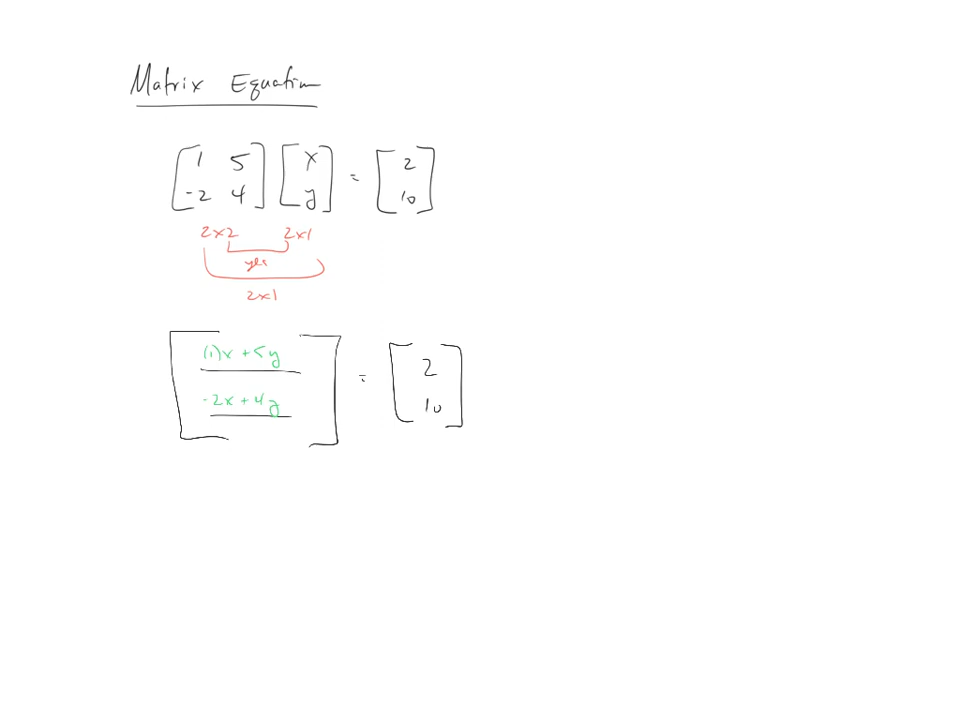 Matrix Equation
[1 5] [x] = [2]
[-2 4] [y] [10]
2x2 2x1
yes
2x1
[(1)x + 5y] = [2]
[-2x + 4y] [10]